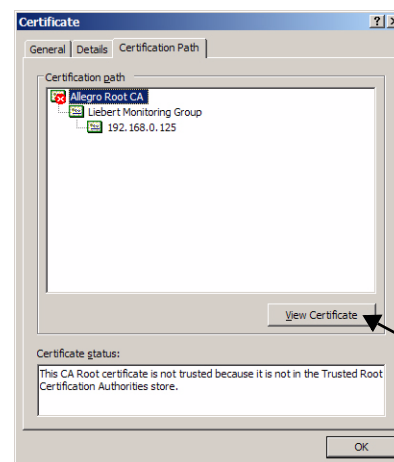 Certificate
General Details Certification Path
Certification path
Allegro Root CA
Liebert Monitoring Group
192.168.0.125
View Certificate
Certificate status:
This CA Root certificate is not trusted because it is not in the Trusted Root
Certification Authorities store.
OK